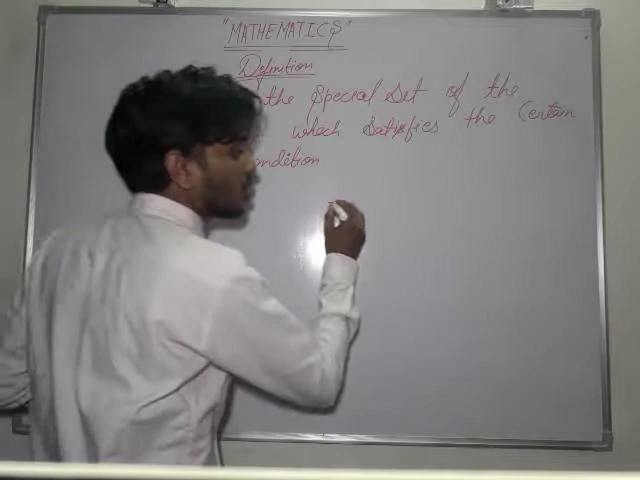 "MATHEMATICS"
Definition
the special set of the
which satisfies the Certain
ondition